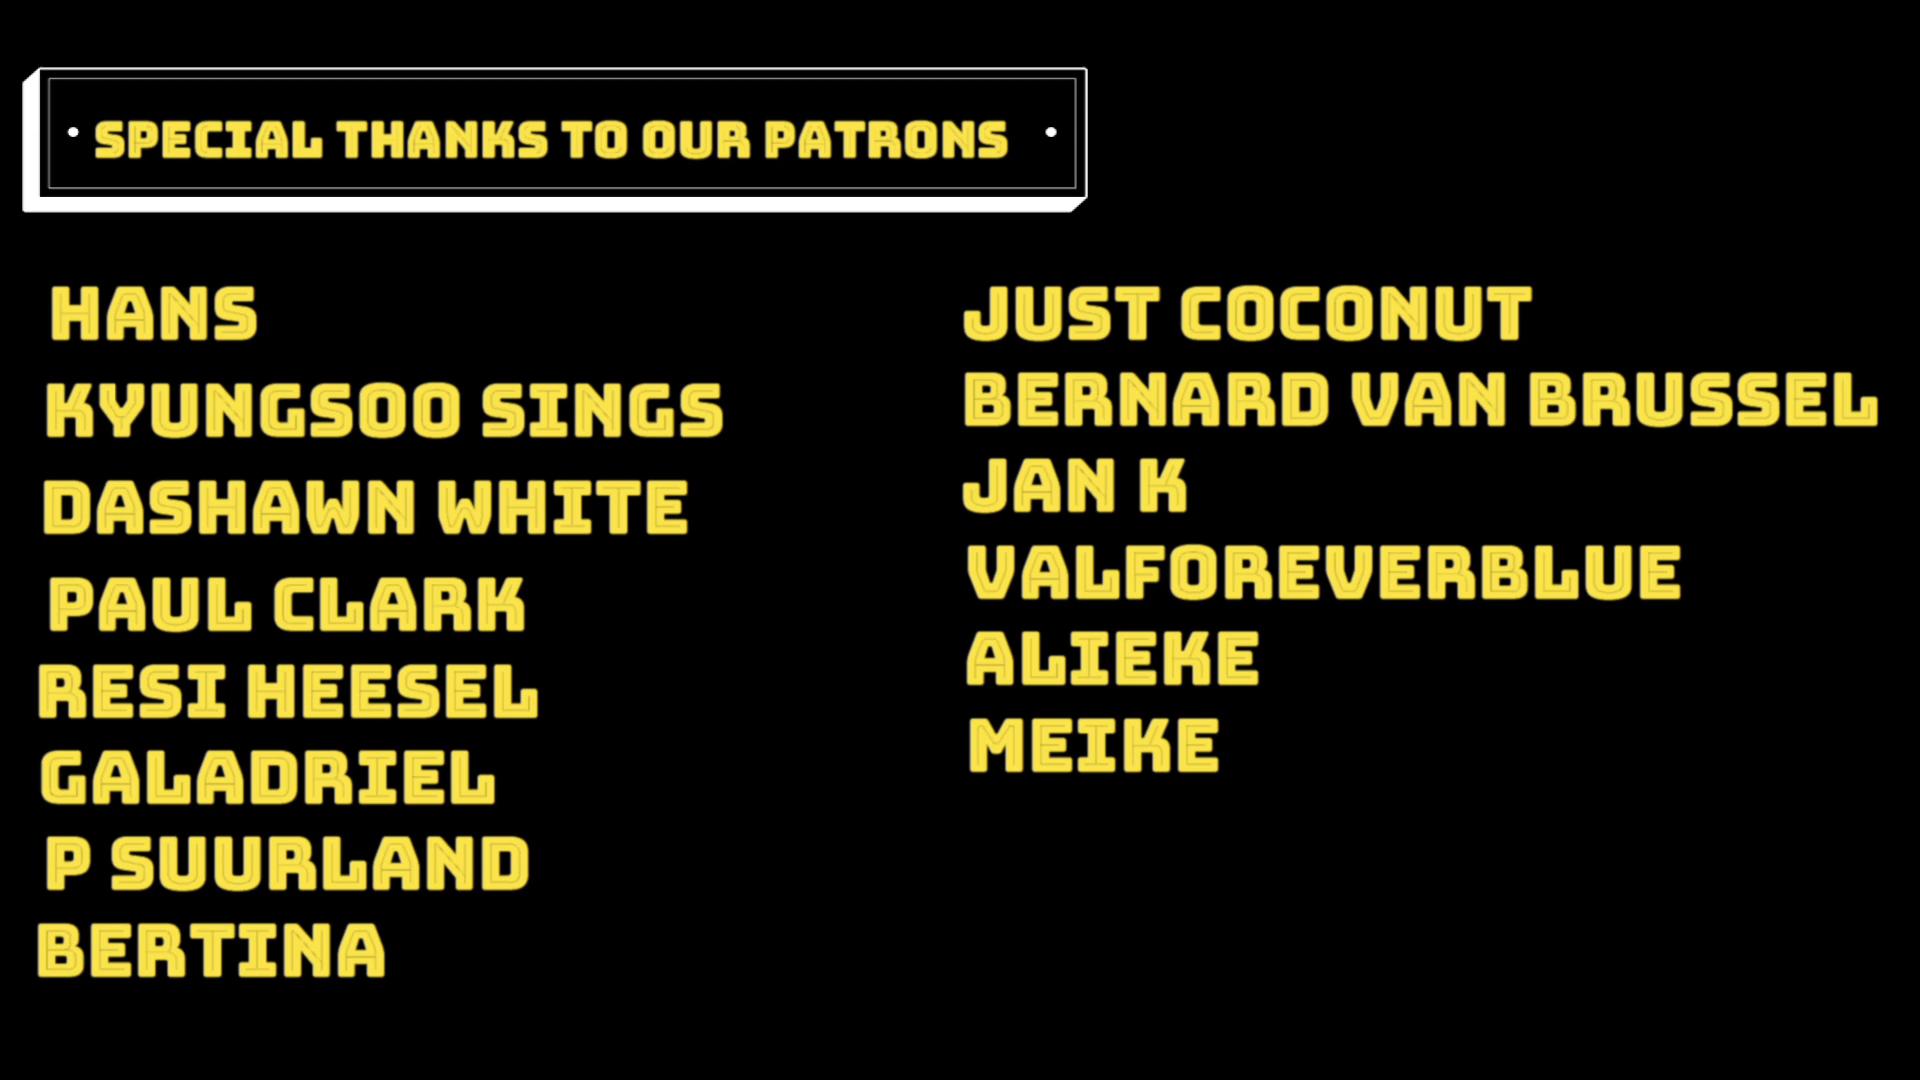 SPECIAL THANKS TO OUR PATRONS
HANS
KYUNGSOO SINGS
DASHAWN WHITE
PAUL CLARK
RESI HEESEL
GALADRIEL
P SUURLAND
BERTINA
JUST COCONUT
BERNARD VAN BRUSSEL
JAN K
VALFOREVERBLUE
ALIEKE
MEIKE